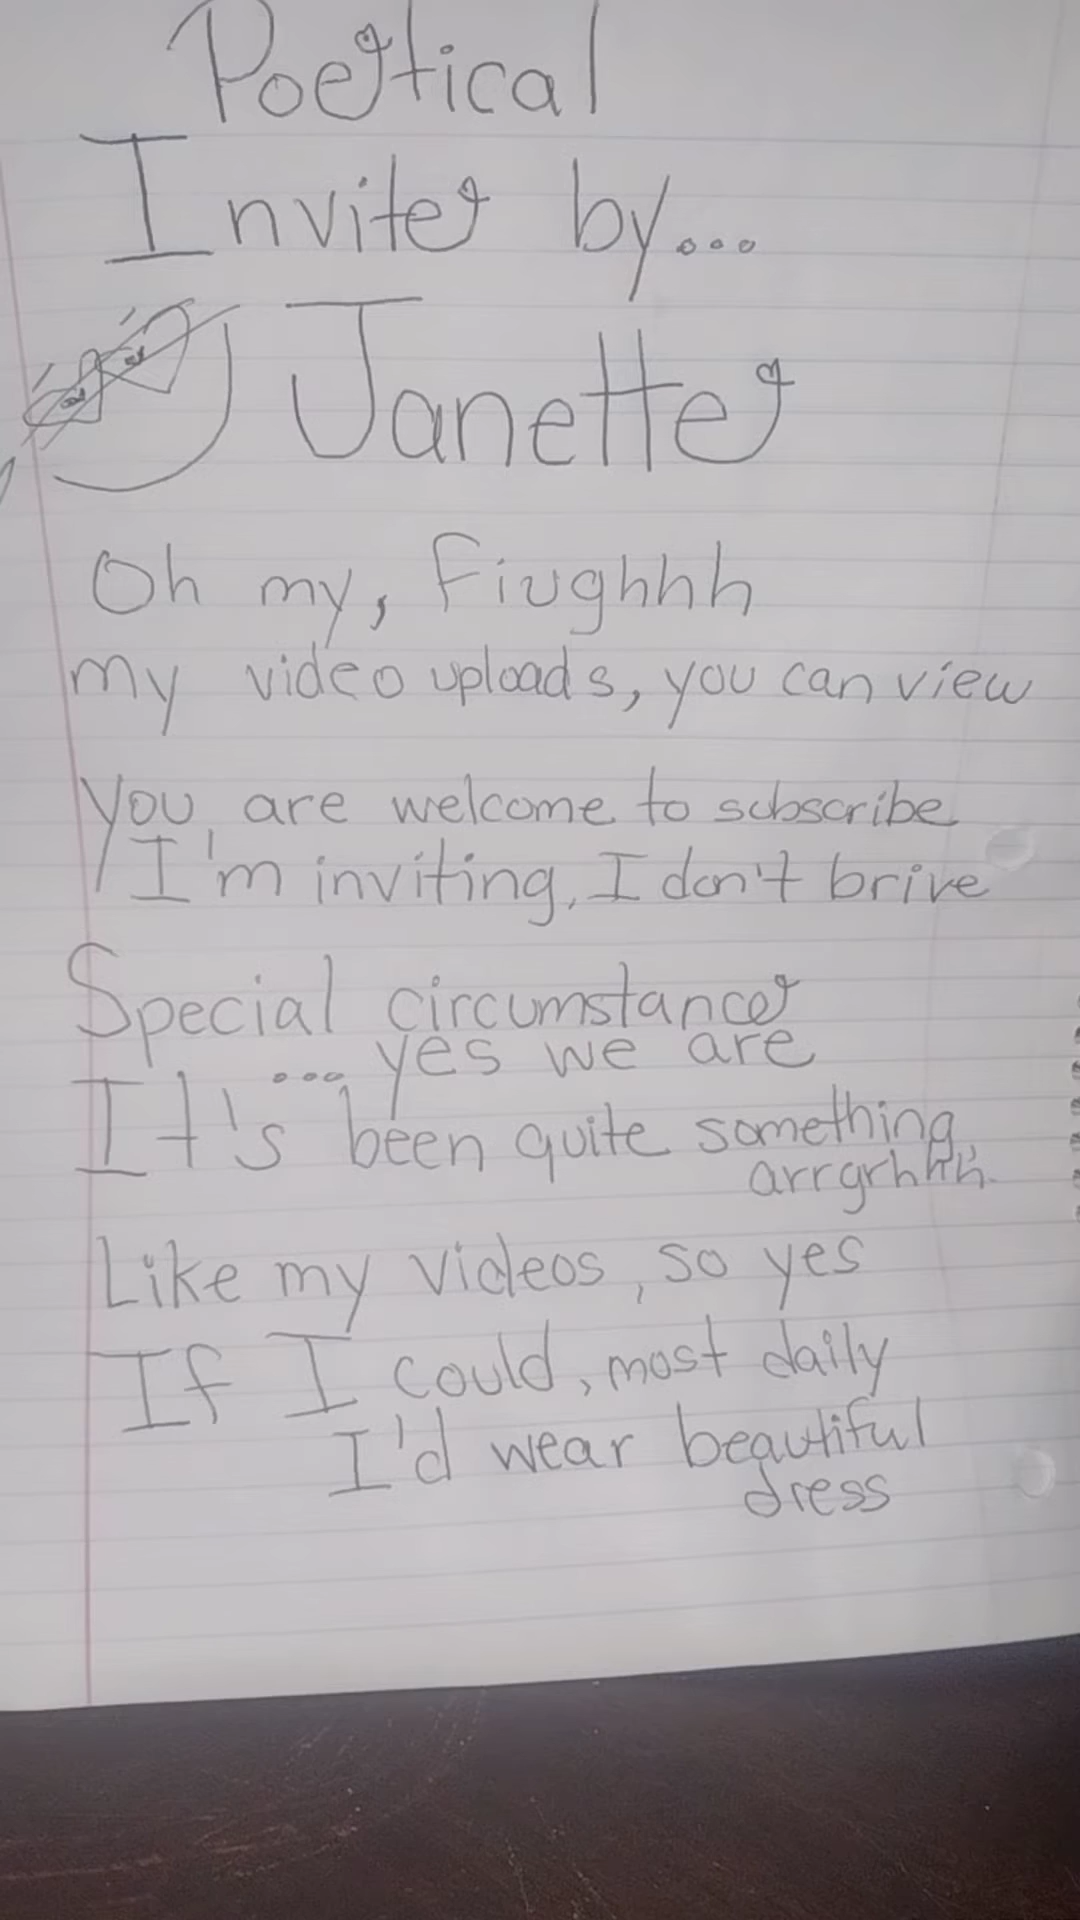 Poetical
Invite by...
Janette
Oh my, Fiughhh
my video uploads, you can view
You are welcome to subscribe
I'm inviting, I don't brive
Special circumstance
... yes we are
It's been quite something
arrgrhhh.
Like my videos, so yes
If I could, most daily
I'd wear beautiful
dress